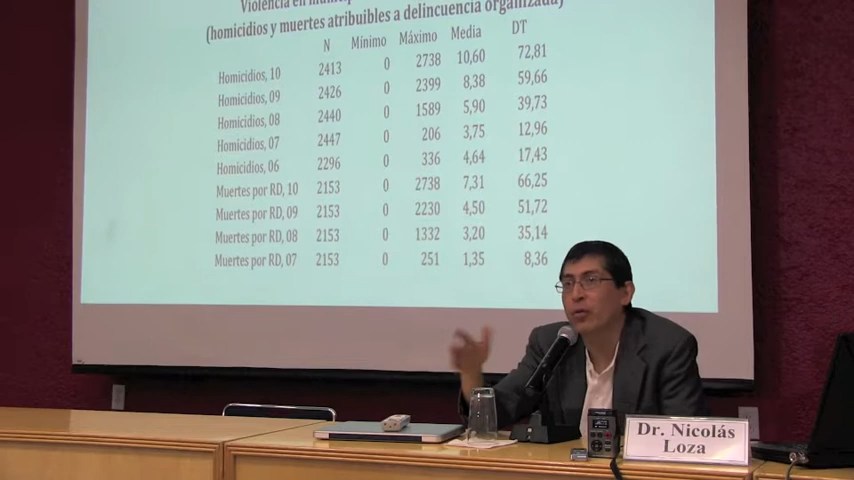 Violencia en
(homicidios y muertes atribuibles a delincuencia organizada)
N Mínimo Máximo Media DT
Homicidios, 10 2413 0 2738 10,60 72,81
Homicidios, 09 2426 0 2399 8,38 59,66
Homicidios, 08 2440 0 1589 5,90 39,73
Homicidios, 07 2447 0 206 3,75 12,96
Homicidios, 06 2296 0 336 4,64 17,43
Muertes por RD, 10 2153 0 2738 7,31 66,25
Muertes por RD, 09 2153 0 2230 4,50 51,72
Muertes por RD, 08 2153 0 1332 3,20 35,14
Muertes por RD, 07 2153 0 251 1,35 8,36
Dr. Nicolás
Loza